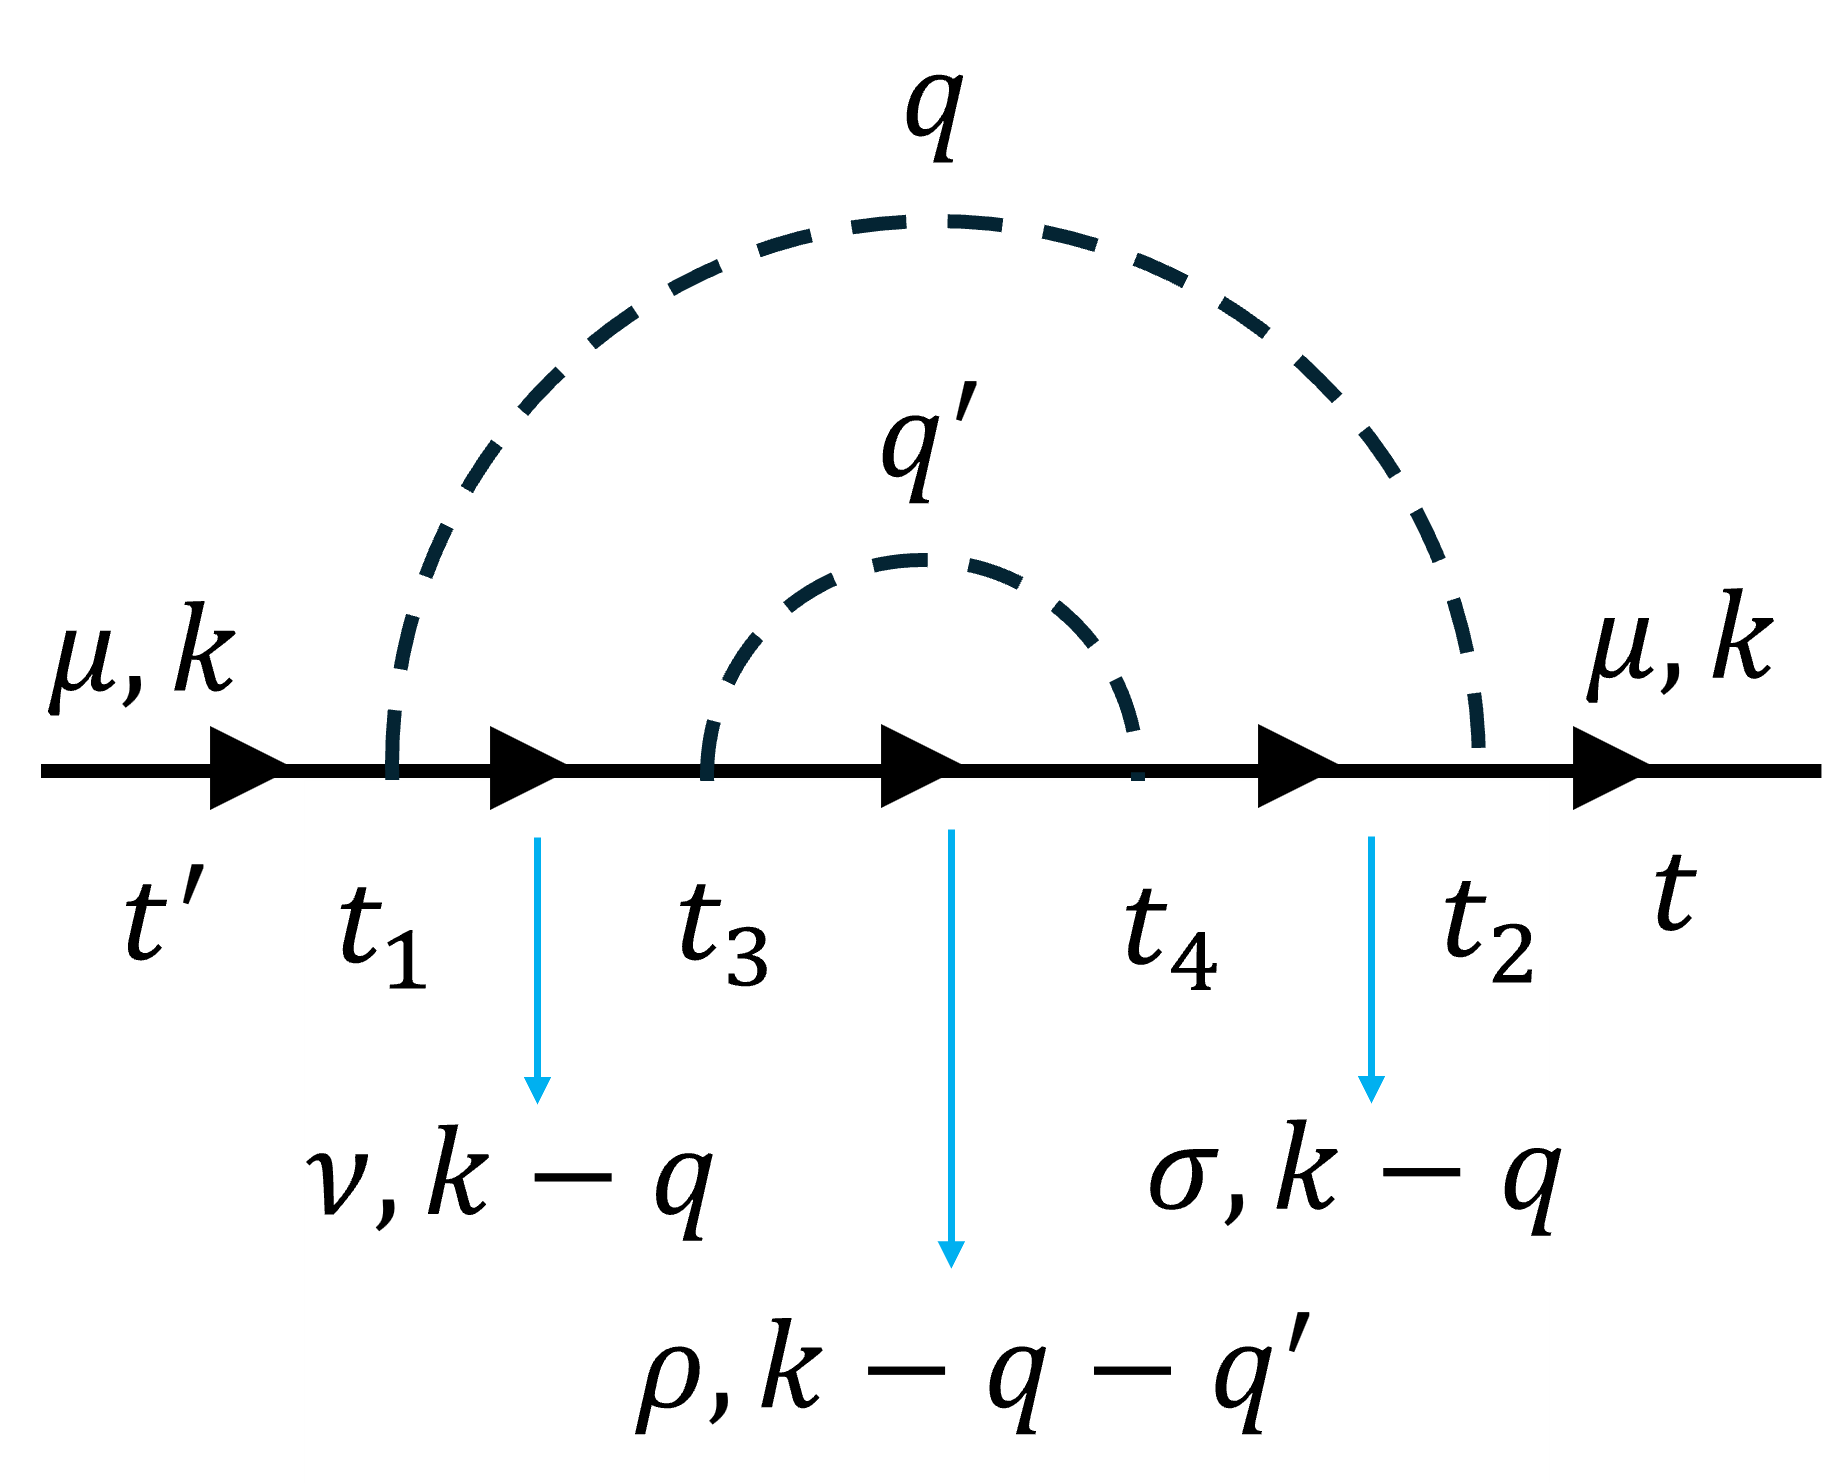 q
q′
μ, k
μ, k
t′
t₁
t₃
t₄
t₂
t
ν, k − q
σ, k − q
ρ, k − q − q′